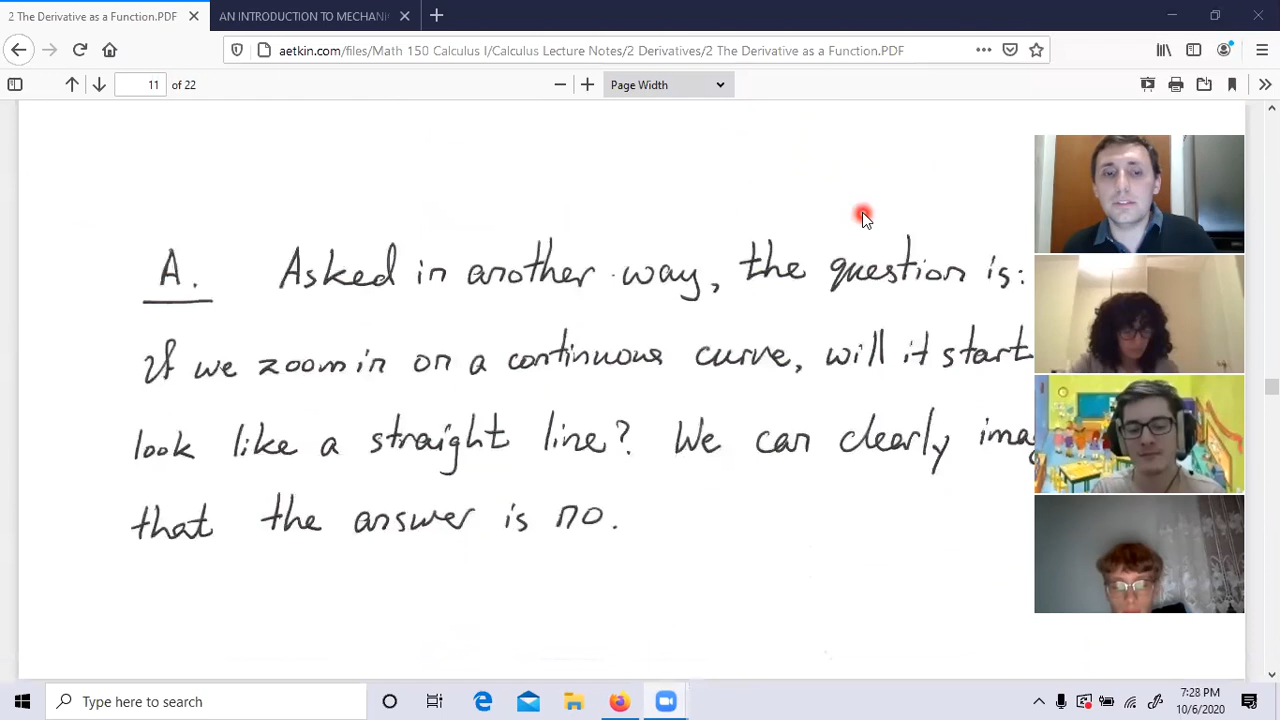 2 The Derivative as a Function.PDF
AN INTRODUCTION TO MECHANI
aetkin.com/files/Math 150 Calculus I/Calculus Lecture Notes/2 Derivatives/2 The Derivative as a Function.PDF
11 of 22
Page Width
A. Asked in another way, the question is:
If we zoom in on a continuous curve, will it start
look like a straight line? We can clearly imag
that the answer is no.
Type here to search
7:28 PM
10/6/2020